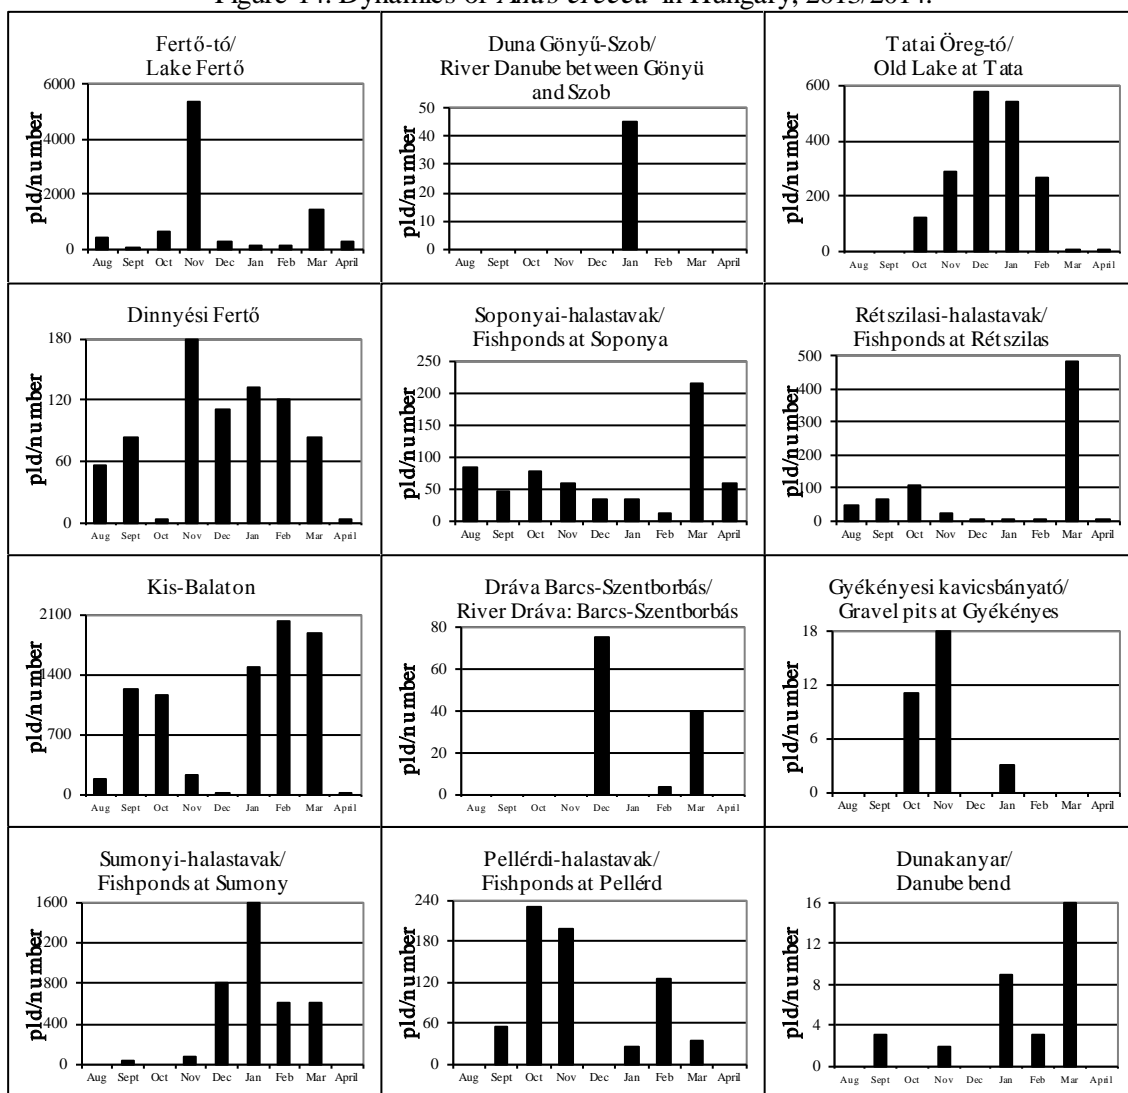 Figure 14. Dynamics of Anas crecca in Hungary, 2013/2014.
Fertő-tó/
Lake Fertő
pld/number
6000
4000
2000
0
Aug Sept Oct Nov Dec Jan Feb Mar April
Duna Gönyű-Szob/
River Danube between Gönyü
and Szob
pld/number
50
40
30
20
10
0
Aug Sept Oct Nov Dec Jan Feb Mar April
Tatai Öreg-tó/
Old Lake at Tata
pld/number
600
400
200
0
Aug Sept Oct Nov Dec Jan Feb Mar April
Dinnyési Fertő
pld/number
180
120
60
0
Aug Sept Oct Nov Dec Jan Feb Mar April
Soponyai-halastavak/
Fishponds at Soponya
pld/number
250
200
150
100
50
0
Aug Sept Oct Nov Dec Jan Feb Mar April
Rétszilasi-halastavak/
Fishponds at Rétszilas
pld/number
500
400
300
200
100
0
Aug Sept Oct Nov Dec Jan Feb Mar April
Kis-Balaton
pld/number
2100
1400
700
0
Aug Sept Oct Nov Dec Jan Feb Mar April
Dráva Barcs-Szentborbás/
River Dráva: Barcs-Szentborbás
pld/number
80
60
40
20
0
Aug Sept Oct Nov Dec Jan Feb Mar April
Gyékényesi kavicsbányató/
Gravel pits at Gyékényes
pld/number
18
12
6
0
Aug Sept Oct Nov Dec Jan Feb Mar April
Sumonyi-halastavak/
Fishponds at Sumony
pld/number
1600
1200
800
400
0
Aug Sept Oct Nov Dec Jan Feb Mar April
Pellérdi-halastavak/
Fishponds at Pellérd
pld/number
240
180
120
60
0
Aug Sept Oct Nov Dec Jan Feb Mar April
Dunakanyar/
Danube bend
pld/number
16
12
8
4
0
Aug Sept Oct Nov Dec Jan Feb Mar April